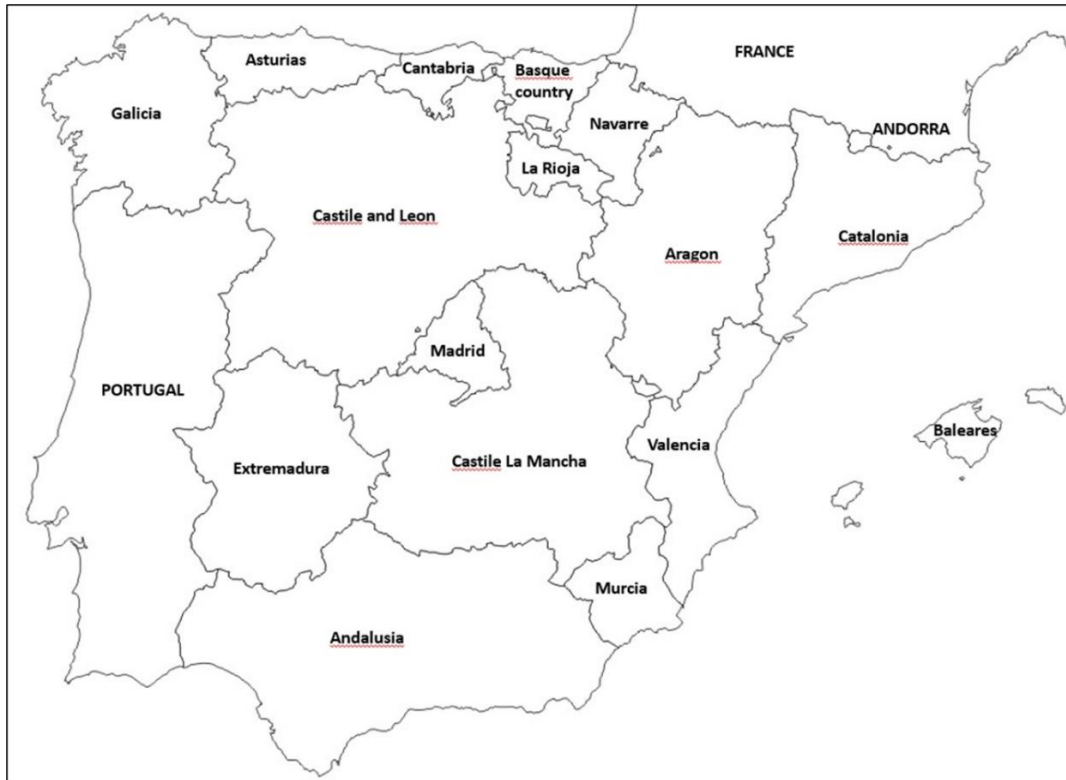 FRANCE
Asturias
Cantabria
Basque
country
Galicia
Navarre
ANDORRA
La Rioja
Castile and Leon
Catalonia
Aragon
Madrid
PORTUGAL
Baleares
Valencia
Extremadura
Castile La Mancha
Murcia
Andalusia